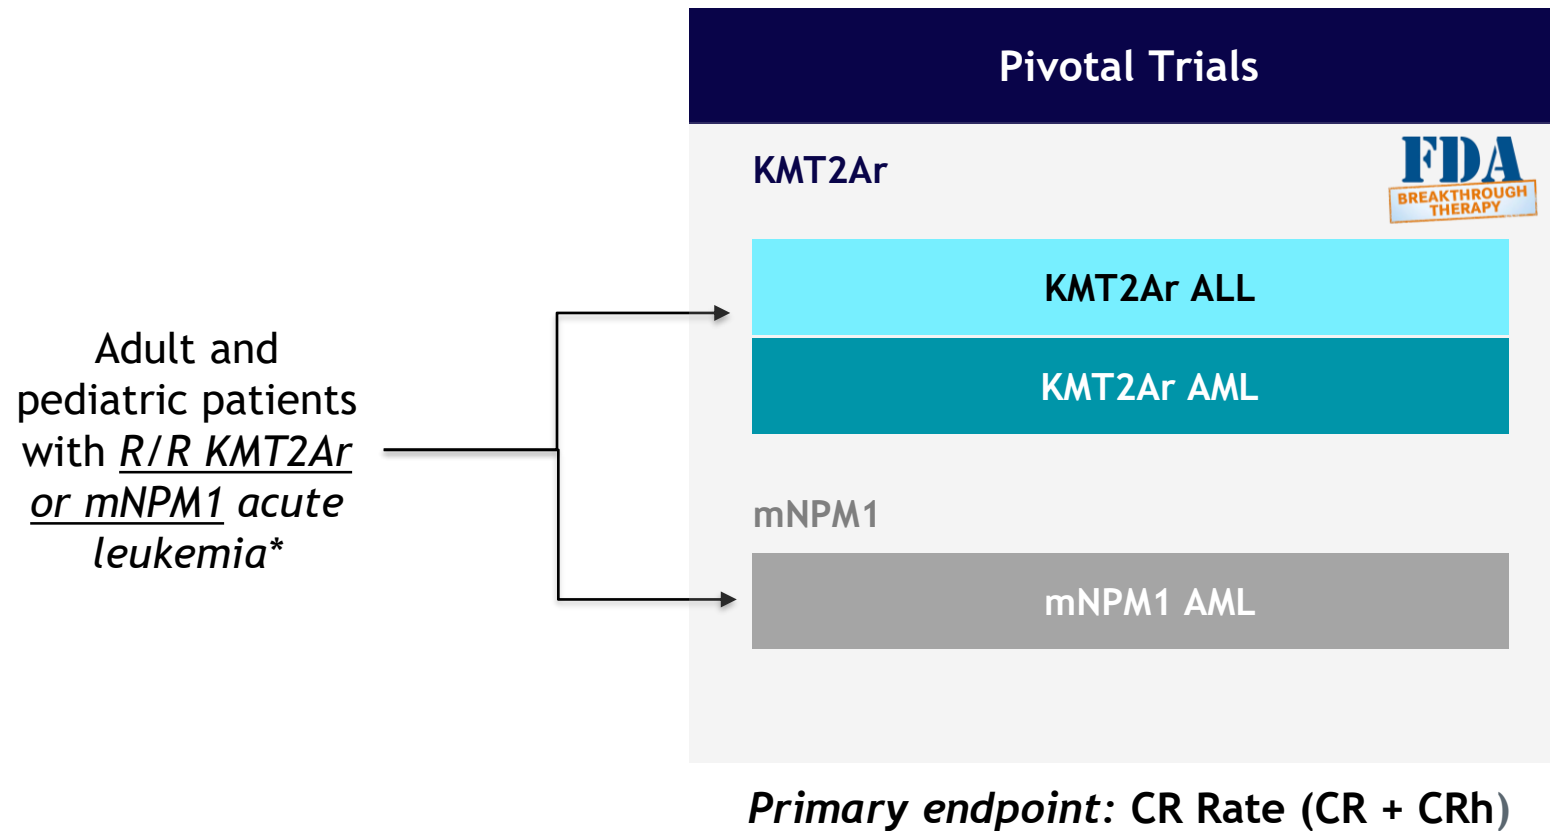 Pivotal Trials
KMT2Ar
FDA
BREAKTHROUGH
THERAPY
KMT2Ar ALL
KMT2Ar AML
Adult and
pediatric patients
with R/R KMT2Ar
or mNPM1 acute
leukemia*
mNPM1
mNPM1 AML
Primary endpoint: CR Rate (CR + CRh)